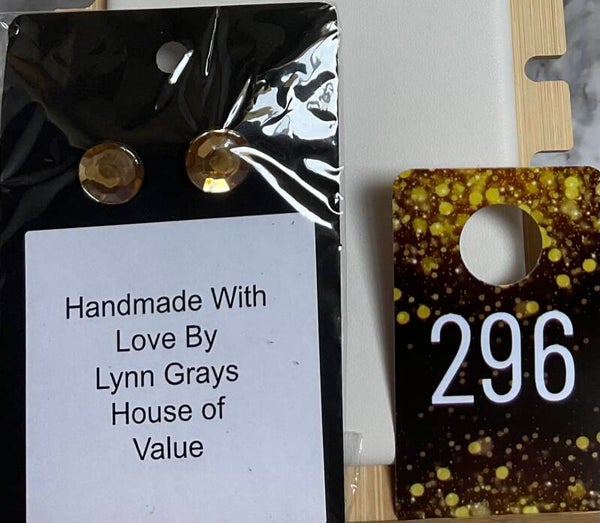 Handmade With
Love By
Lynn Grays
House of
Value
296